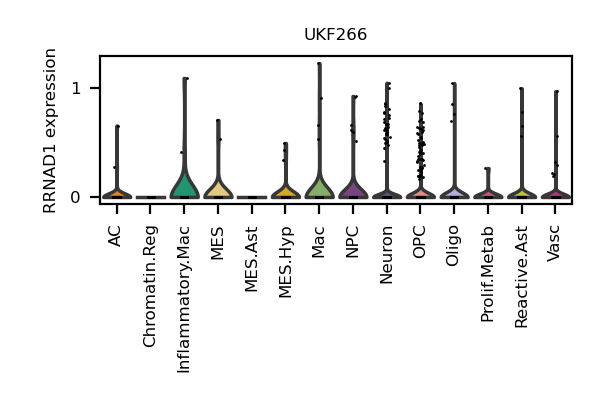 UKF266
RRNAD1 expression
1
0
AC
Chromatin.Reg
Inflammatory.Mac
MES
MES.Ast
MES.Hyp
Mac
NPC
Neuron
OPC
Oligo
Prolif.Metab
Reactive.Ast
Vasc